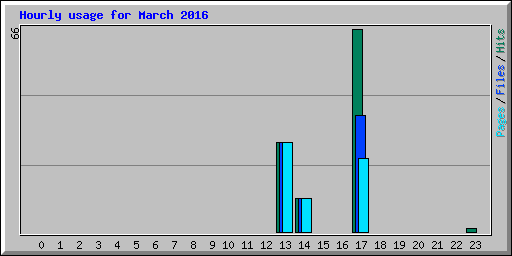 Hourly usage for March 2016
66
Pages/Files/Hits
0 1 2 3 4 5 6 7 8 9 10 11 12 13 14 15 16 17 18 19 20 21 22 23